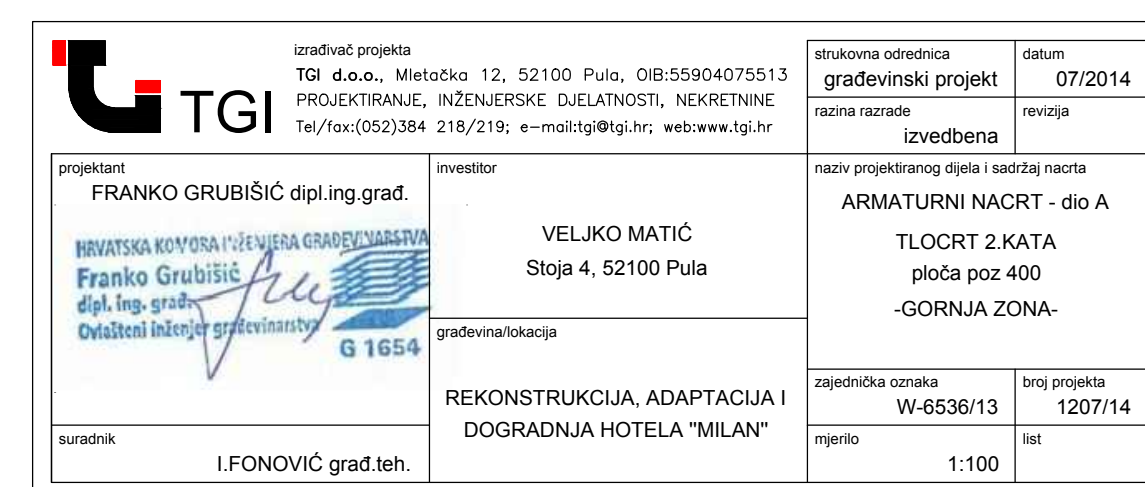 TGI
izrađivač projekta
TGI d.o.o., Mletačka 12, 52100 Pula, OIB:55904075513
PROJEKTIRANJE, INŽENJERSKE DJELATNOSTI, NEKRETNINE
Tel/fax:(052)384 218/219; e-mail:tgi@tgi.hr; web:www.tgi.hr
strukovna odrednica
građevinski projekt
datum
07/2014
razina razrade
izvedbena
revizija
projektant
FRANKO GRUBIŠIĆ dipl.ing.građ.
HRVATSKA KOMORA INŽENJERA GRAĐEVINARSTVA
Franko Grubišić
dipl. ing. građ.
Ovlašteni inženjer građevinarstva
G 1654
suradnik
I.FONOVIĆ građ.teh.
investitor
VELJKO MATIĆ
Stoja 4, 52100 Pula
građevina/lokacija
REKONSTRUKCIJA, ADAPTACIJA I
DOGRADNJA HOTELA "MILAN"
naziv projektiranog dijela i sadržaj nacrta
ARMATURNI NACRT - dio A
TLOCRT 2.KATA
ploča poz 400
-GORNJA ZONA-
zajednička oznaka
W-6536/13
broj projekta
1207/14
mjerilo
1:100
list